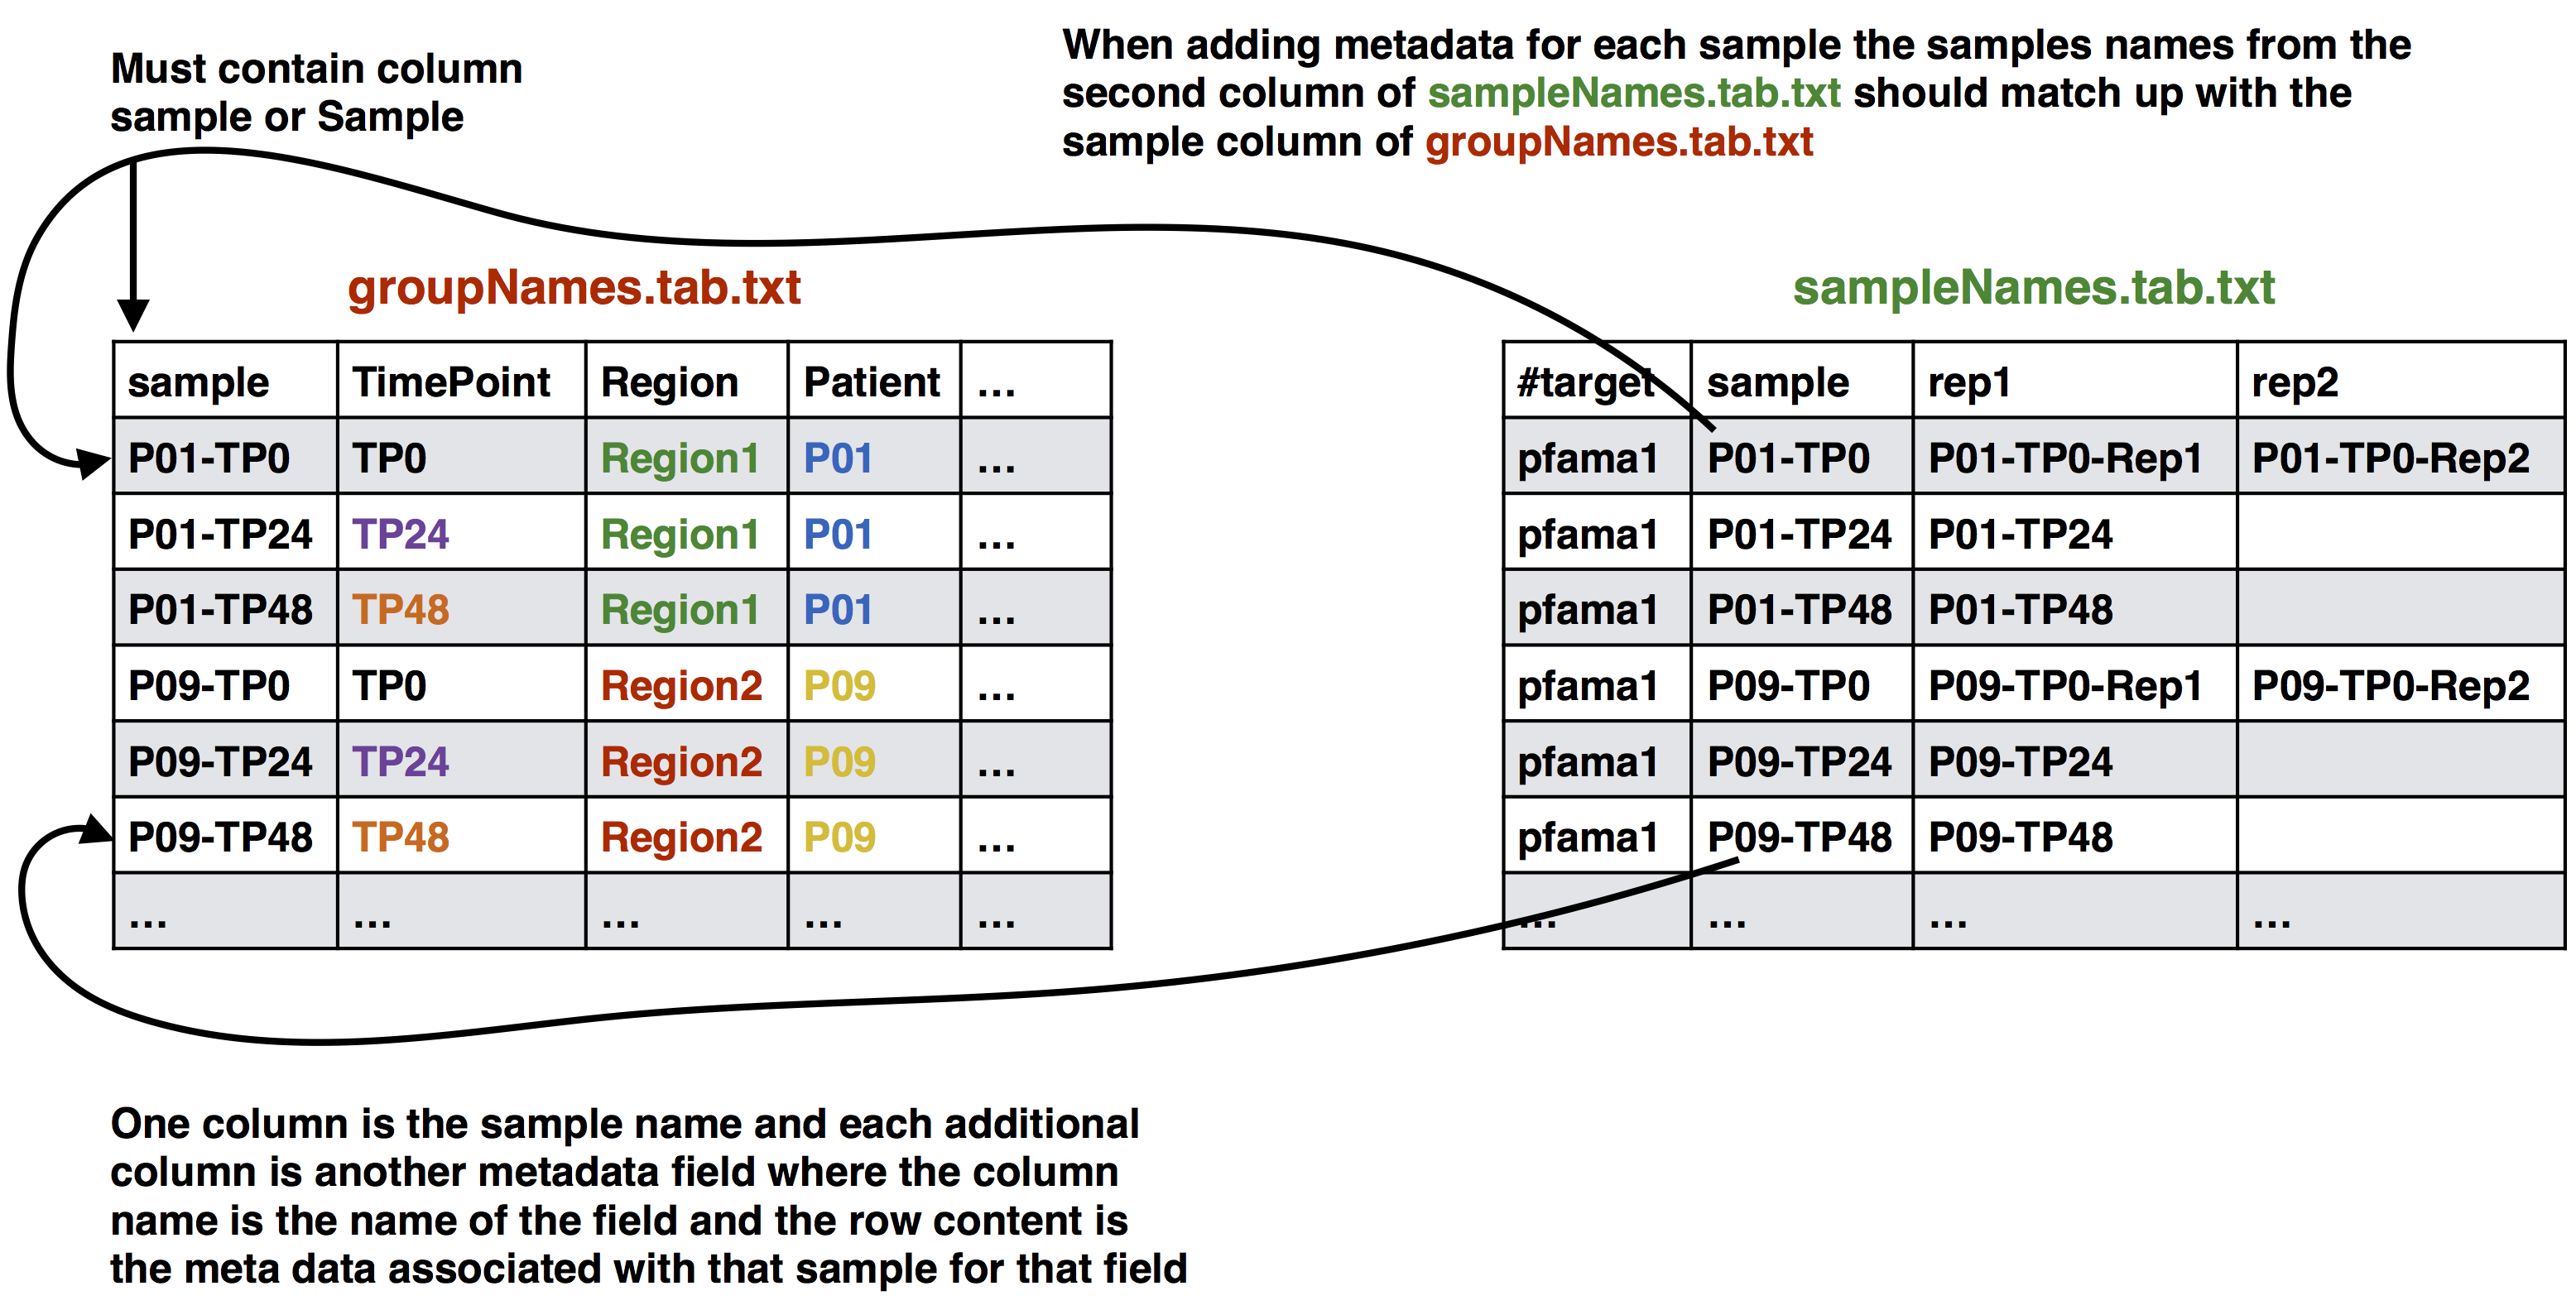 Must contain column
sample or Sample
When adding metadata for each sample the samples names from the
second column of sampleNames.tab.txt should match up with the
sample column of groupNames.tab.txt
groupNames.tab.txt
sample TimePoint Region Patient ...
P01-TP0 TP0 Region1 P01 ...
P01-TP24 TP24 Region1 P01 ...
P01-TP48 TP48 Region1 P01 ...
P09-TP0 TP0 Region2 P09 ...
P09-TP24 TP24 Region2 P09 ...
P09-TP48 TP48 Region2 P09 ...
... ... ... ... ...
sampleNames.tab.txt
#target sample rep1 rep2
pfama1 P01-TP0 P01-TP0-Rep1 P01-TP0-Rep2
pfama1 P01-TP24 P01-TP24
pfama1 P01-TP48 P01-TP48
pfama1 P09-TP0 P09-TP0-Rep1 P09-TP0-Rep2
pfama1 P09-TP24 P09-TP24
pfama1 P09-TP48 P09-TP48
... ... ... ...
One column is the sample name and each additional
column is another metadata field where the column
name is the name of the field and the row content is
the meta data associated with that sample for that field